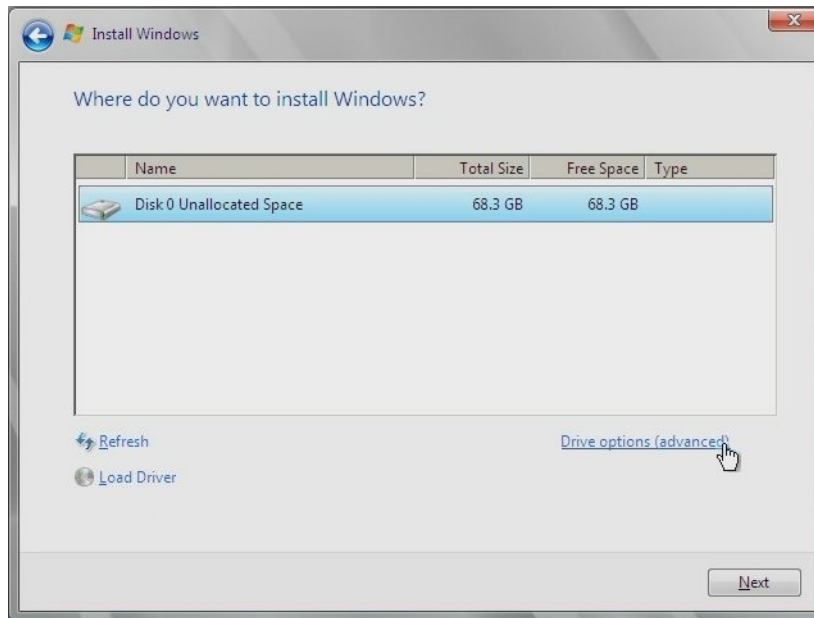 Install Windows
Where do you want to install Windows?
Name Total Size Free Space Type
Disk 0 Unallocated Space 68.3 GB 68.3 GB
Refresh Drive options (advanced)
Load Driver
Next